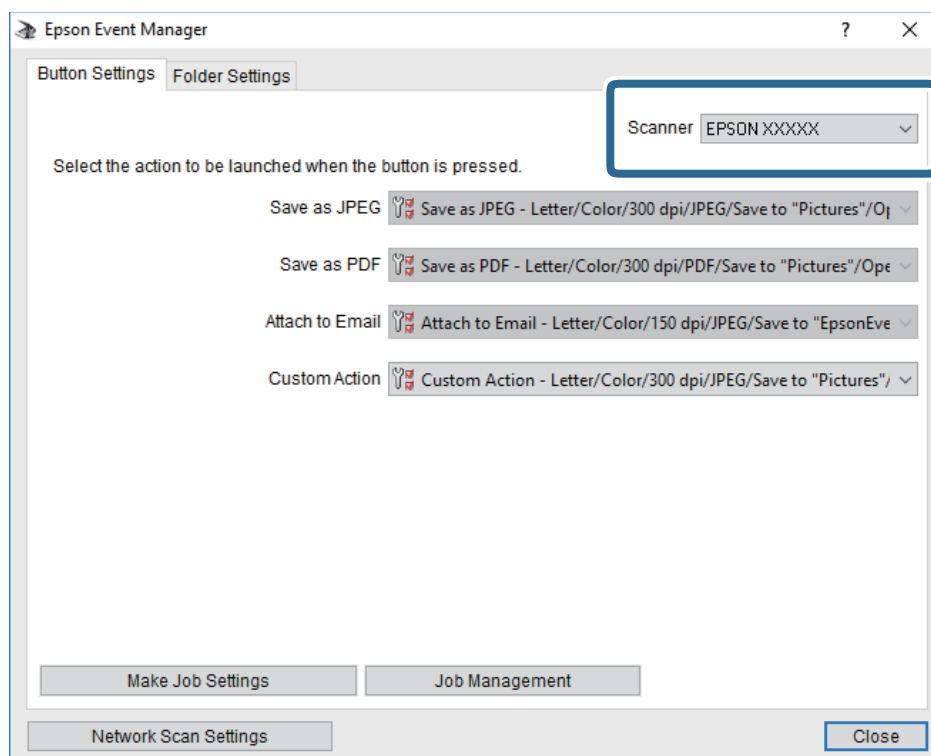 Epson Event Manager ?
Button Settings Folder Settings
Scanner EPSON XXXXX
Select the action to be launched when the button is pressed.
Save as JPEG Save as JPEG - Letter/Color/300 dpi/JPEG/Save to "Pictures"/Op
Save as PDF Save as PDF - Letter/Color/300 dpi/PDF/Save to "Pictures"/Ope
Attach to Email Attach to Email - Letter/Color/150 dpi/JPEG/Save to "EpsonEve
Custom Action Custom Action - Letter/Color/300 dpi/JPEG/Save to "Pictures"/
Make Job Settings Job Management
Network Scan Settings Close